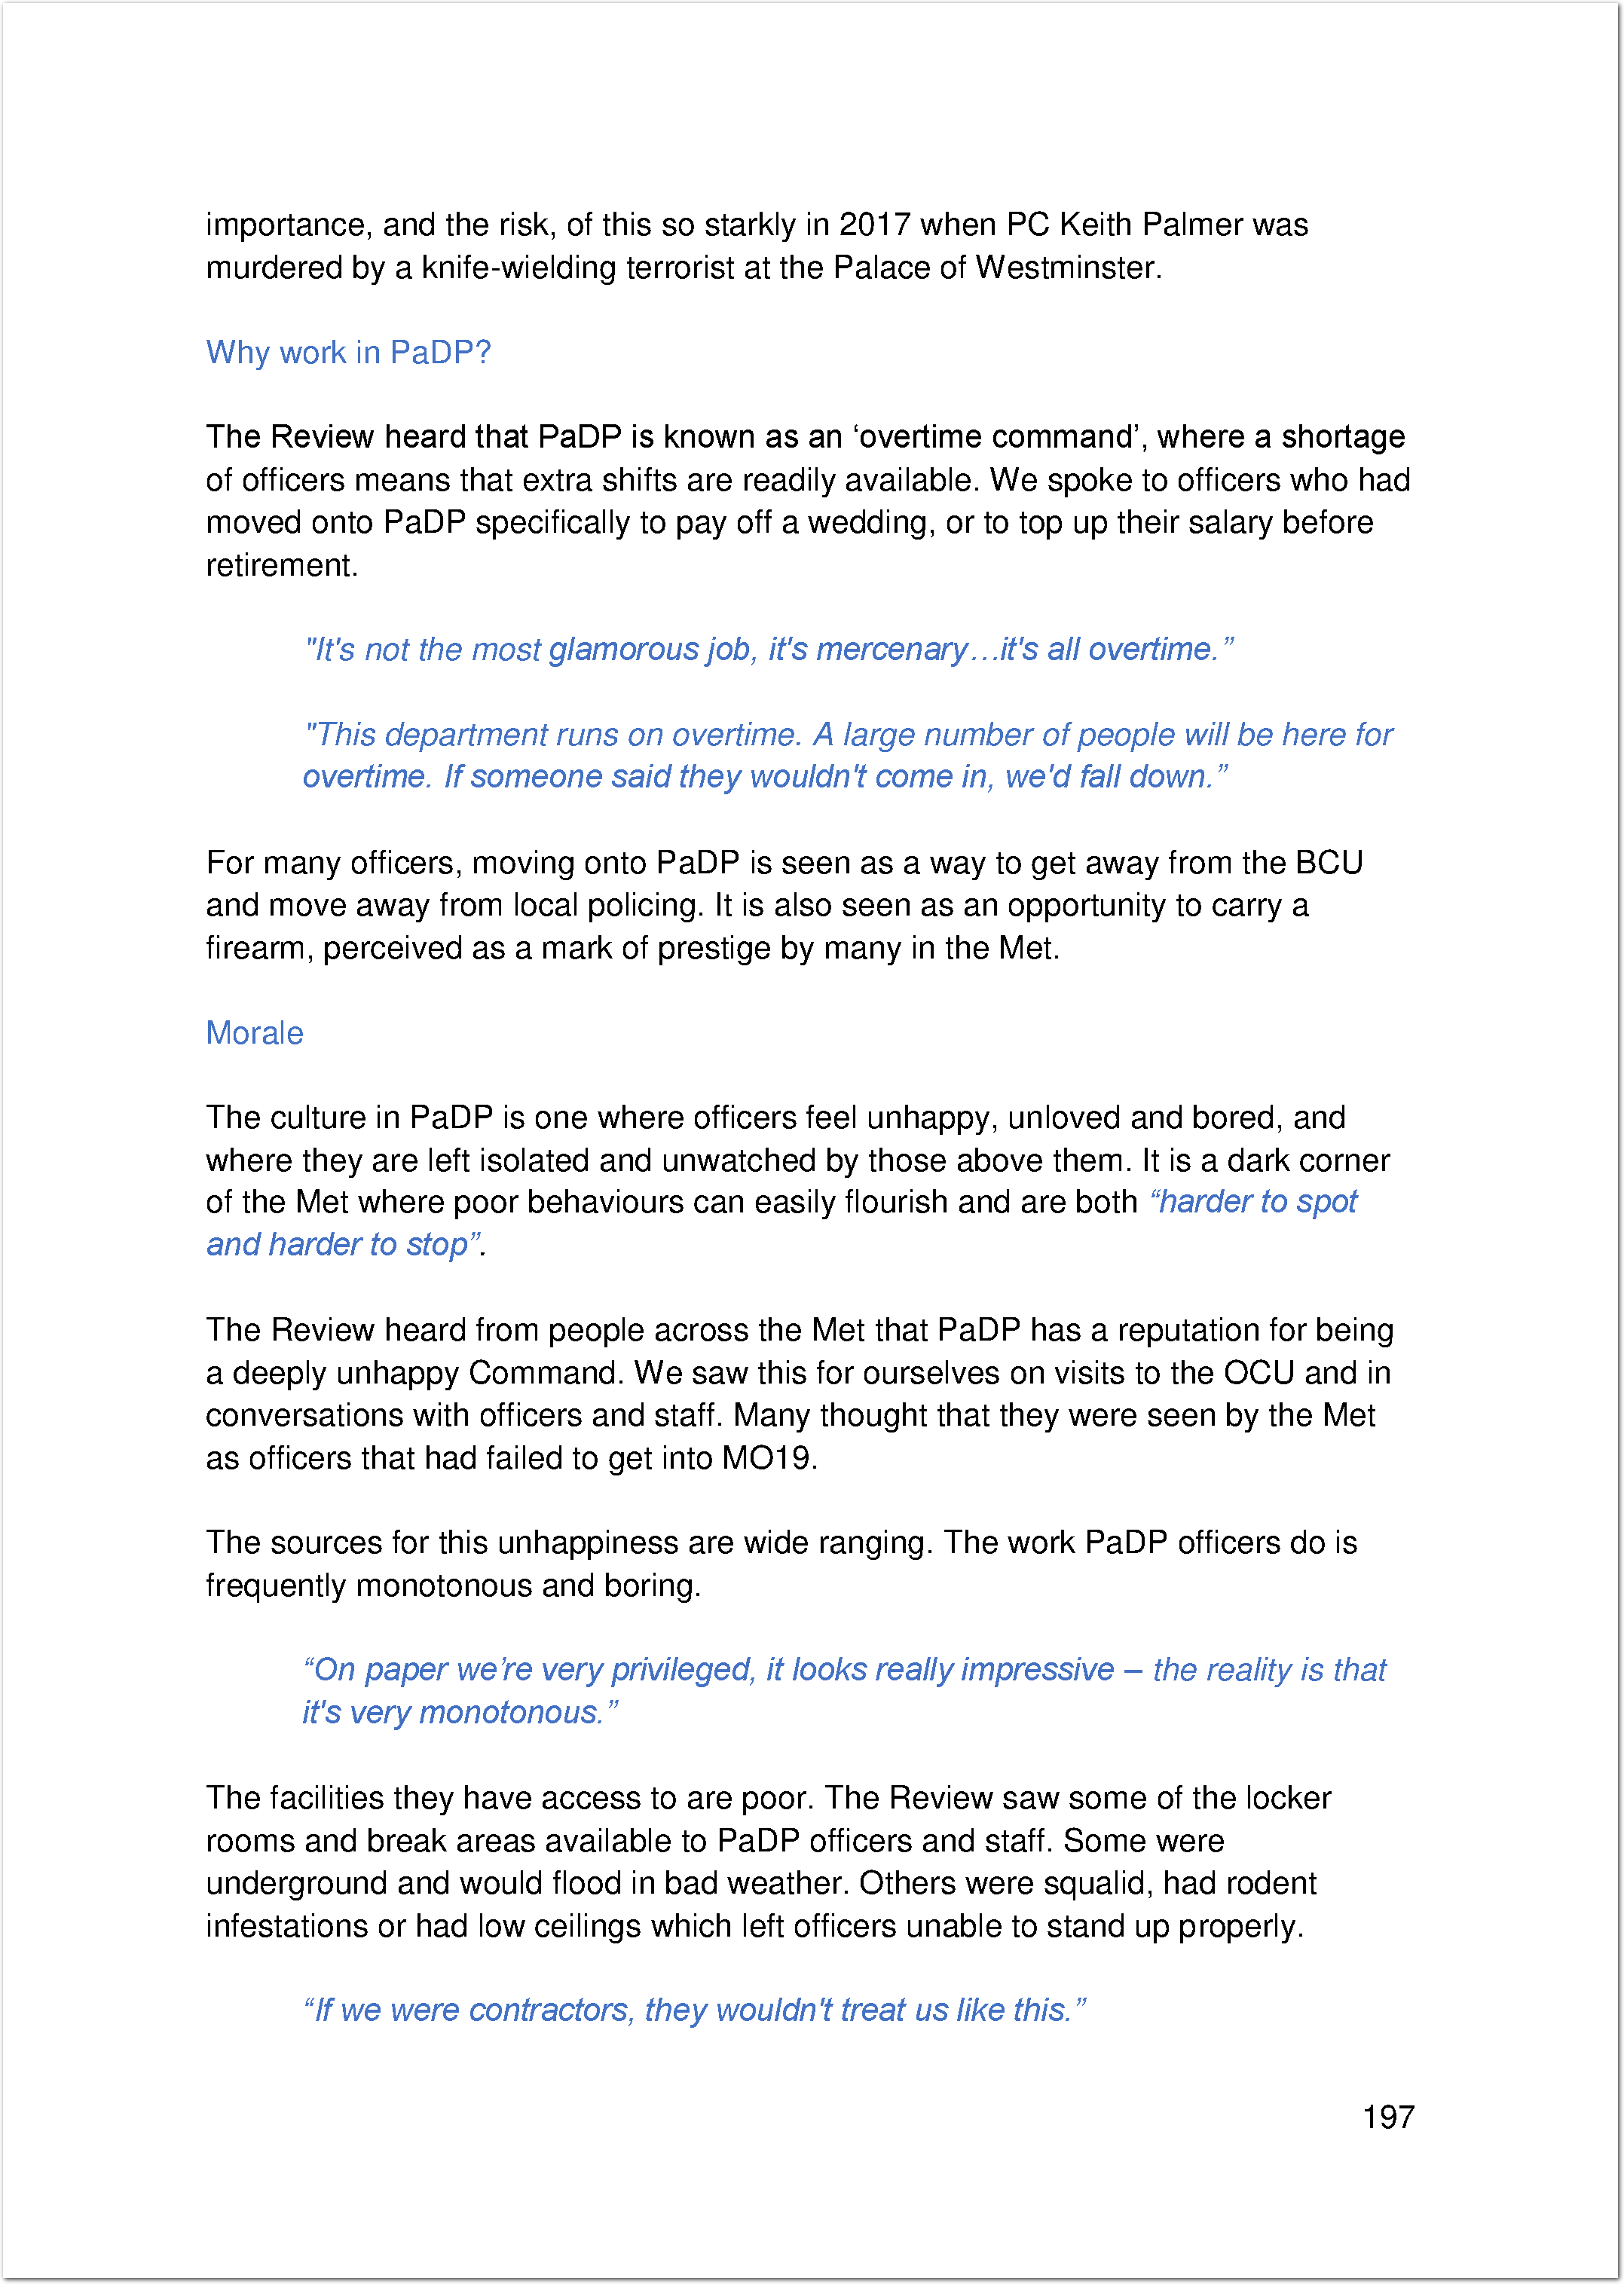 importance, and the risk, of this so starkly in 2017 when PC Keith Palmer was
murdered by a knife-wielding terrorist at the Palace of Westminster.
Why work in PaDP?
The Review heard that PaDP is known as an ‘overtime command’, where a shortage
of officers means that extra shifts are readily available. We spoke to officers who had
moved onto PaDP specifically to pay off a wedding, or to top up their salary before
retirement.
"It's not the most glamorous job, it's mercenary…it's all overtime.”
"This department runs on overtime. A large number of people will be here for
overtime. If someone said they wouldn't come in, we'd fall down.”
For many officers, moving onto PaDP is seen as a way to get away from the BCU
and move away from local policing. It is also seen as an opportunity to carry a
firearm, perceived as a mark of prestige by many in the Met.
Morale
The culture in PaDP is one where officers feel unhappy, unloved and bored, and
where they are left isolated and unwatched by those above them. It is a dark corner
of the Met where poor behaviours can easily flourish and are both “harder to spot
and harder to stop”.
The Review heard from people across the Met that PaDP has a reputation for being
a deeply unhappy Command. We saw this for ourselves on visits to the OCU and in
conversations with officers and staff. Many thought that they were seen by the Met
as officers that had failed to get into MO19.
The sources for this unhappiness are wide ranging. The work PaDP officers do is
frequently monotonous and boring.
“On paper we’re very privileged, it looks really impressive – the reality is that
it's very monotonous.”
The facilities they have access to are poor. The Review saw some of the locker
rooms and break areas available to PaDP officers and staff. Some were
underground and would flood in bad weather. Others were squalid, had rodent
infestations or had low ceilings which left officers unable to stand up properly.
“If we were contractors, they wouldn't treat us like this.”
197